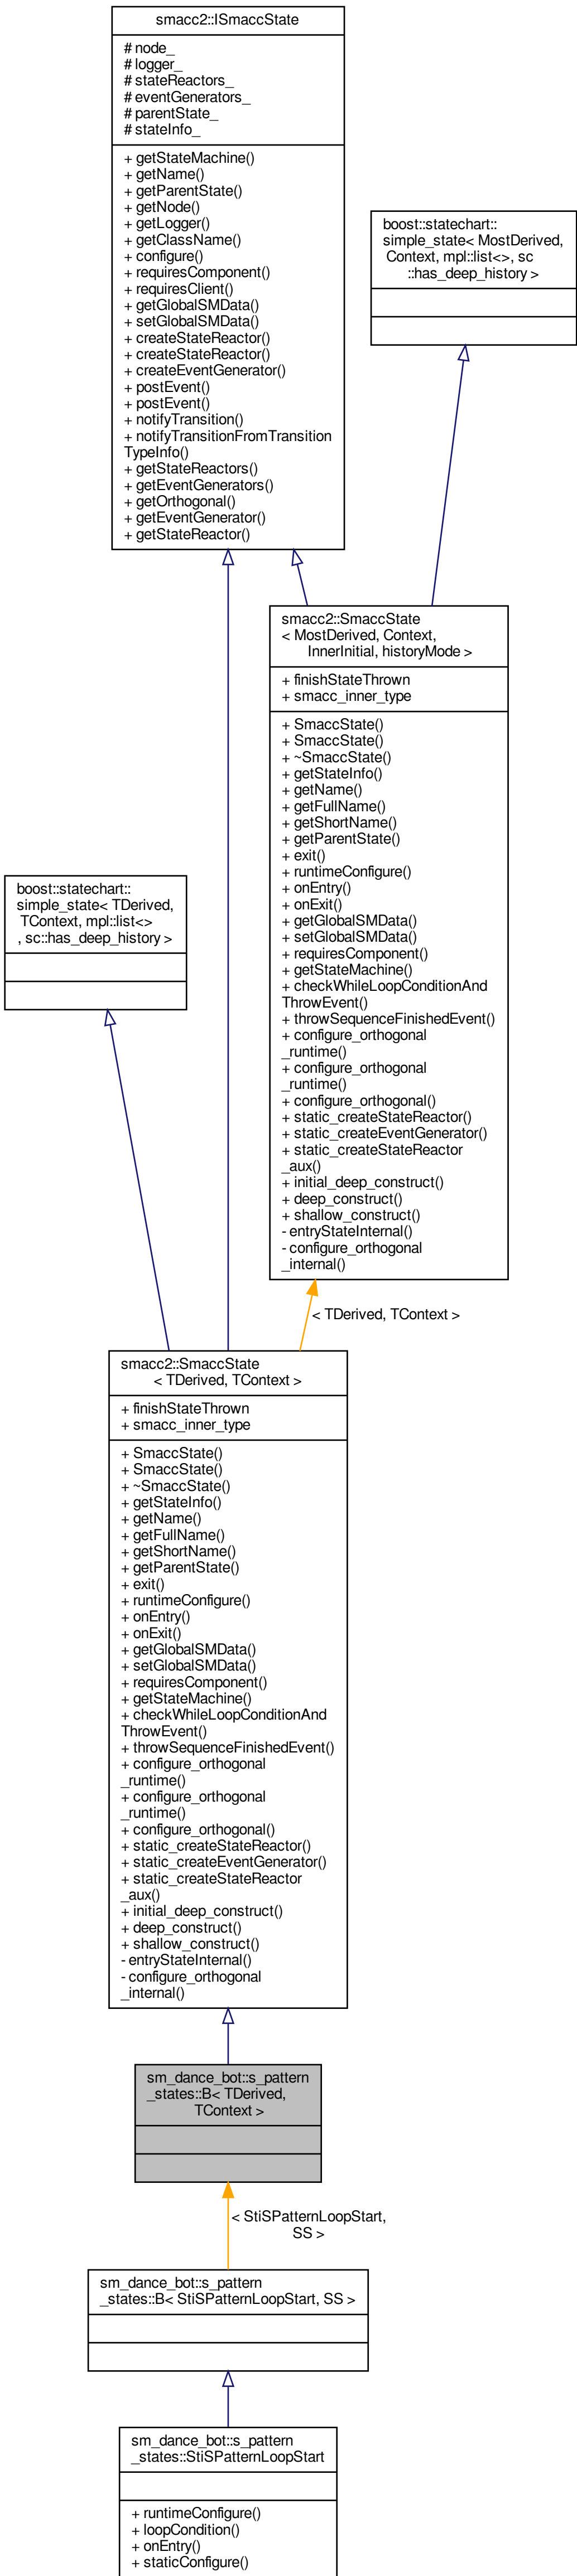 smacc2::ISmaccState
# node_
# logger_
# stateReactors_
# eventGenerators_
# parentState_
# stateInfo_
+ getStateMachine()
+ getName()
+ getParentState()
+ getNode()
+ getLogger()
+ getClassName()
+ configure()
+ requiresComponent()
+ requiresClient()
+ getGlobalSMData()
+ setGlobalSMData()
+ createStateReactor()
+ createStateReactor()
+ createEventGenerator()
+ postEvent()
+ postEvent()
+ notifyTransition()
+ notifyTransitionFromTransition
TypeInfo()
+ getStateReactors()
+ getEventGenerators()
+ getOrthogonal()
+ getEventGenerator()
+ getStateReactor()
boost::statechart::
simple_state< MostDerived,
Context, mpl::list<>, sc
::has_deep_history >
smacc2::SmaccState
< MostDerived, Context,
InnerInitial, historyMode >
+ finishStateThrown
+ smacc_inner_type
+ SmaccState()
+ SmaccState()
+ ~SmaccState()
+ getStateInfo()
+ getName()
+ getFullName()
+ getShortName()
+ getParentState()
+ exit()
+ runtimeConfigure()
+ onEntry()
+ onExit()
+ getGlobalSMData()
+ setGlobalSMData()
+ requiresComponent()
+ getStateMachine()
+ checkWhileLoopConditionAnd
ThrowEvent()
+ throwSequenceFinishedEvent()
+ configure_orthogonal
_runtime()
+ configure_orthogonal
_runtime()
+ configure_orthogonal()
+ static_createStateReactor()
+ static_createEventGenerator()
+ static_createStateReactor
_aux()
+ initial_deep_construct()
+ deep_construct()
+ shallow_construct()
- entryStateInternal()
- configure_orthogonal
_internal()
boost::statechart::
simple_state< TDerived,
TContext, mpl::list<>
, sc::has_deep_history >
< TDerived, TContext >
smacc2::SmaccState
< TDerived, TContext >
+ finishStateThrown
+ smacc_inner_type
+ SmaccState()
+ SmaccState()
+ ~SmaccState()
+ getStateInfo()
+ getName()
+ getFullName()
+ getShortName()
+ getParentState()
+ exit()
+ runtimeConfigure()
+ onEntry()
+ onExit()
+ getGlobalSMData()
+ setGlobalSMData()
+ requiresComponent()
+ getStateMachine()
+ checkWhileLoopConditionAnd
ThrowEvent()
+ throwSequenceFinishedEvent()
+ configure_orthogonal
_runtime()
+ configure_orthogonal
_runtime()
+ configure_orthogonal()
+ static_createStateReactor()
+ static_createEventGenerator()
+ static_createStateReactor
_aux()
+ initial_deep_construct()
+ deep_construct()
+ shallow_construct()
- entryStateInternal()
- configure_orthogonal
_internal()
sm_dance_bot::s_pattern
_states::B< TDerived,
TContext >
< StiSPatternLoopStart,
SS >
sm_dance_bot::s_pattern
_states::B< StiSPatternLoopStart, SS >
sm_dance_bot::s_pattern
_states::StiSPatternLoopStart
+ runtimeConfigure()
+ loopCondition()
+ onEntry()
+ staticConfigure()